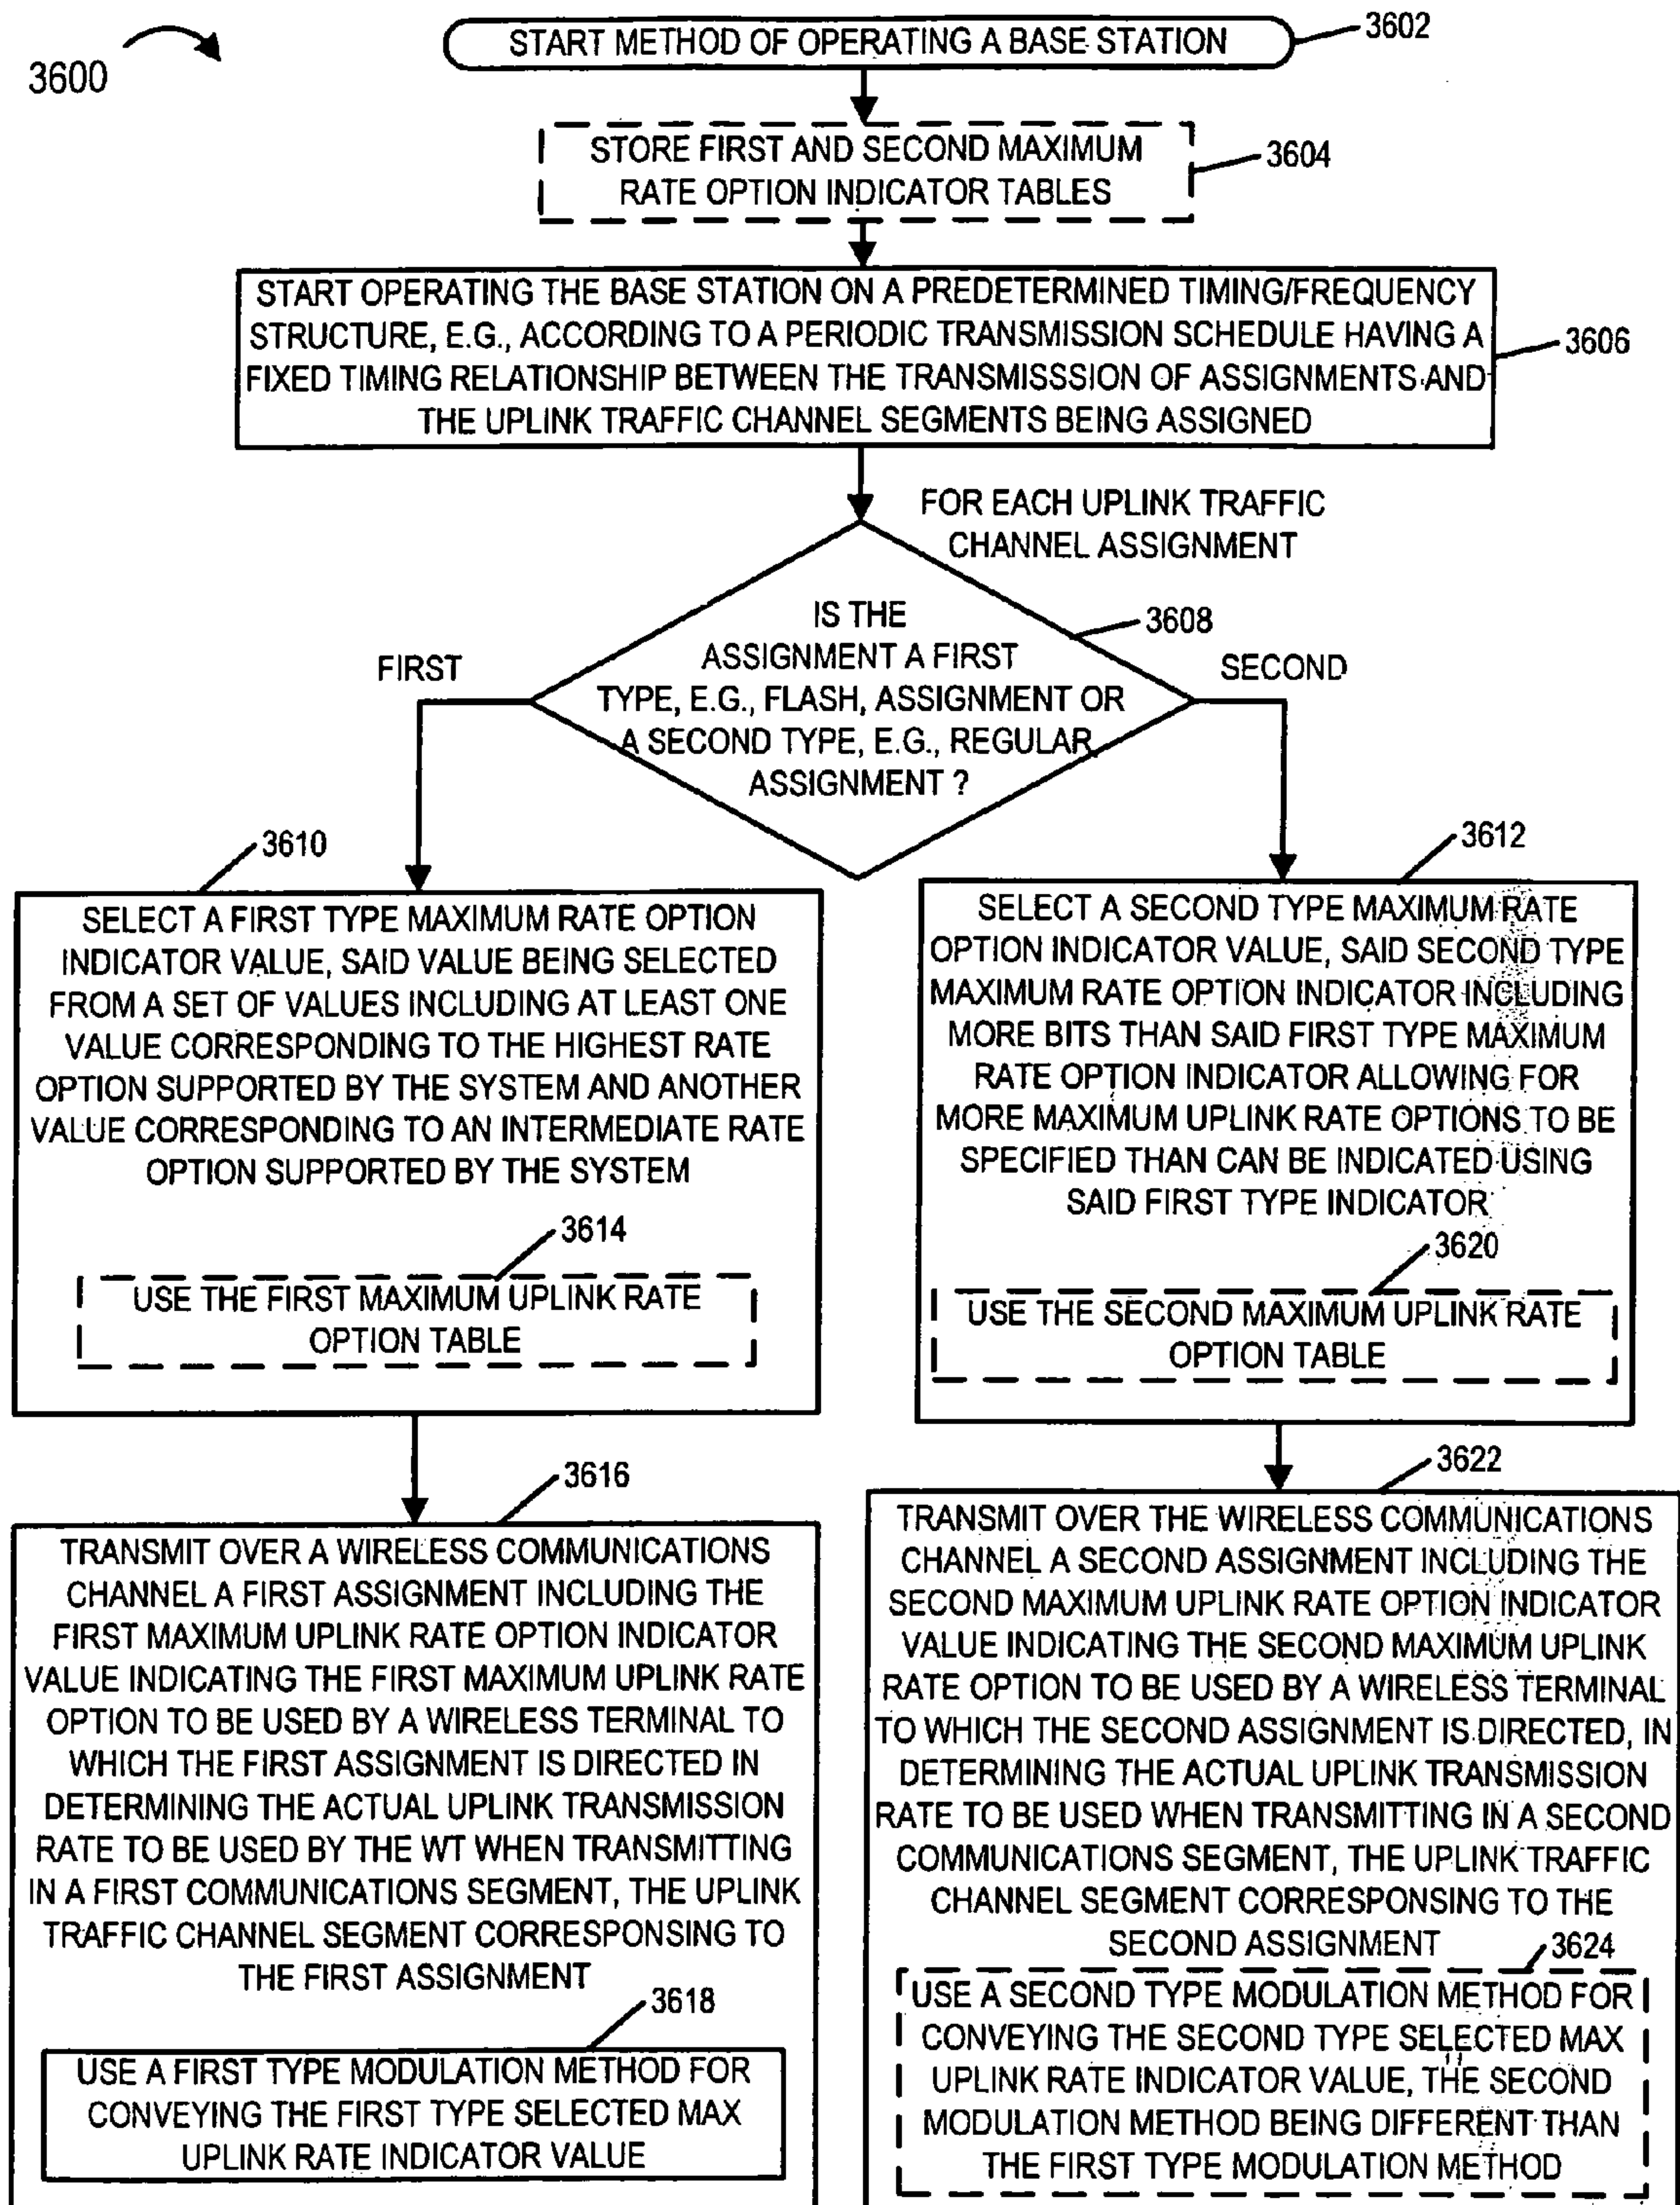 3600
START METHOD OF OPERATING A BASE STATION
3602
STORE FIRST AND SECOND MAXIMUM
RATE OPTION INDICATOR TABLES
3604
START OPERATING THE BASE STATION ON A PREDETERMINED TIMING/FREQUENCY
STRUCTURE, E.G., ACCORDING TO A PERIODIC TRANSMISSION SCHEDULE HAVING A
FIXED TIMING RELATIONSHIP BETWEEN THE TRANSMISSSION OF ASSIGNMENTS AND
THE UPLINK TRAFFIC CHANNEL SEGMENTS BEING ASSIGNED
3606
FOR EACH UPLINK TRAFFIC
CHANNEL ASSIGNMENT
IS THE
ASSIGNMENT A FIRST
TYPE, E.G., FLASH, ASSIGNMENT OR
A SECOND TYPE, E.G., REGULAR
ASSIGNMENT ?
3608
FIRST
SECOND
3610
SELECT A FIRST TYPE MAXIMUM RATE OPTION
INDICATOR VALUE, SAID VALUE BEING SELECTED
FROM A SET OF VALUES INCLUDING AT LEAST ONE
VALUE CORRESPONDING TO THE HIGHEST RATE
OPTION SUPPORTED BY THE SYSTEM AND ANOTHER
VALUE CORRESPONDING TO AN INTERMEDIATE RATE
OPTION SUPPORTED BY THE SYSTEM
3614
USE THE FIRST MAXIMUM UPLINK RATE
OPTION TABLE
3612
SELECT A SECOND TYPE MAXIMUM RATE
OPTION INDICATOR VALUE, SAID SECOND TYPE
MAXIMUM RATE OPTION INDICATOR INCLUDING
MORE BITS THAN SAID FIRST TYPE MAXIMUM
RATE OPTION INDICATOR ALLOWING FOR
MORE MAXIMUM UPLINK RATE OPTIONS TO BE
SPECIFIED THAN CAN BE INDICATED USING
SAID FIRST TYPE INDICATOR
3620
USE THE SECOND MAXIMUM UPLINK RATE
OPTION TABLE
3616
TRANSMIT OVER A WIRELESS COMMUNICATIONS
CHANNEL A FIRST ASSIGNMENT INCLUDING THE
FIRST MAXIMUM UPLINK RATE OPTION INDICATOR
VALUE INDICATING THE FIRST MAXIMUM UPLINK RATE
OPTION TO BE USED BY A WIRELESS TERMINAL TO
WHICH THE FIRST ASSIGNMENT IS DIRECTED IN
DETERMINING THE ACTUAL UPLINK TRANSMISSION
RATE TO BE USED BY THE WT WHEN TRANSMITTING
IN A FIRST COMMUNICATIONS SEGMENT, THE UPLINK
TRAFFIC CHANNEL SEGMENT CORRESPONSING TO
THE FIRST ASSIGNMENT
3618
USE A FIRST TYPE MODULATION METHOD FOR
CONVEYING THE FIRST TYPE SELECTED MAX
UPLINK RATE INDICATOR VALUE
3622
TRANSMIT OVER THE WIRELESS COMMUNICATIONS
CHANNEL A SECOND ASSIGNMENT INCLUDING THE
SECOND MAXIMUM UPLINK RATE OPTION INDICATOR
VALUE INDICATING THE SECOND MAXIMUM UPLINK
RATE OPTION TO BE USED BY A WIRELESS TERMINAL
TO WHICH THE SECOND ASSIGNMENT IS DIRECTED, IN
DETERMINING THE ACTUAL UPLINK TRANSMISSION
RATE TO BE USED WHEN TRANSMITTING IN A SECOND
COMMUNICATIONS SEGMENT, THE UPLINK TRAFFIC
CHANNEL SEGMENT CORRESPONSING TO THE
SECOND ASSIGNMENT
3624
USE A SECOND TYPE MODULATION METHOD FOR
CONVEYING THE SECOND TYPE SELECTED MAX
UPLINK RATE INDICATOR VALUE, THE SECOND
MODULATION METHOD BEING DIFFERENT THAN
THE FIRST TYPE MODULATION METHOD